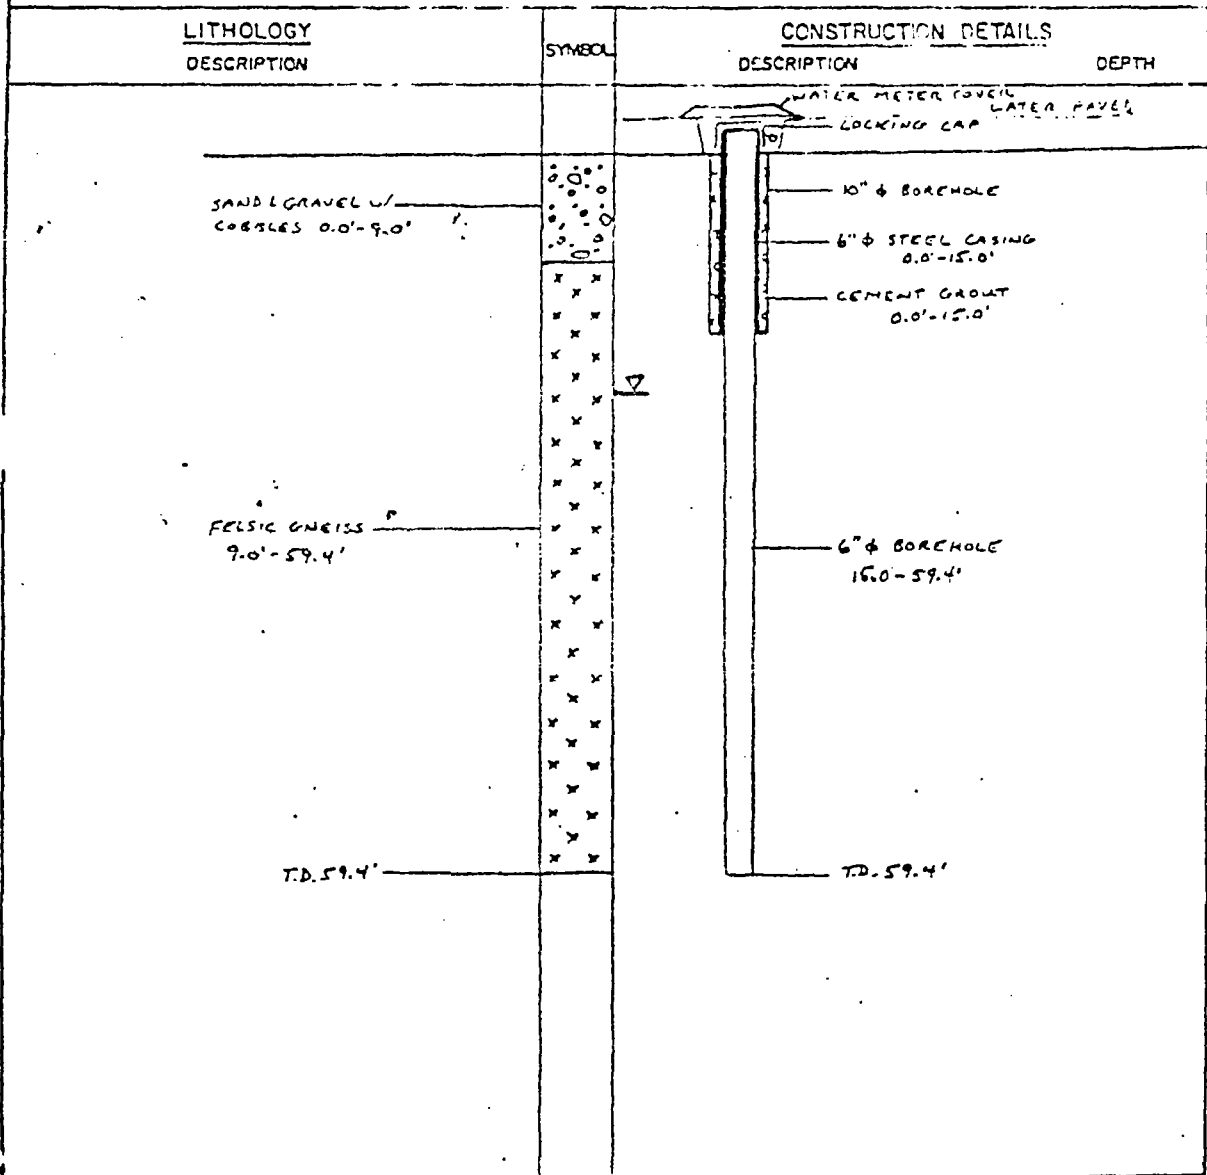 LITHOLOGY
DESCRIPTION
SYMBOL
CONSTRUCTION DETAILS
DESCRIPTION
DEPTH
WATER METER COVER
LATER PAVED
LOCKING CAP
SAND & GRAVEL W/
COBBLES 0.0'-9.0'
10" ϕ BOREHOLE
6" ϕ STEEL CASING
0.0'-15.0'
CEMENT GROUT
0.0'-15.0'
FELSIC GNEISS
9.0'-59.4'
6" ϕ BOREHOLE
15.0-59.4'
T.D. 59.4'
T.D. 59.4'